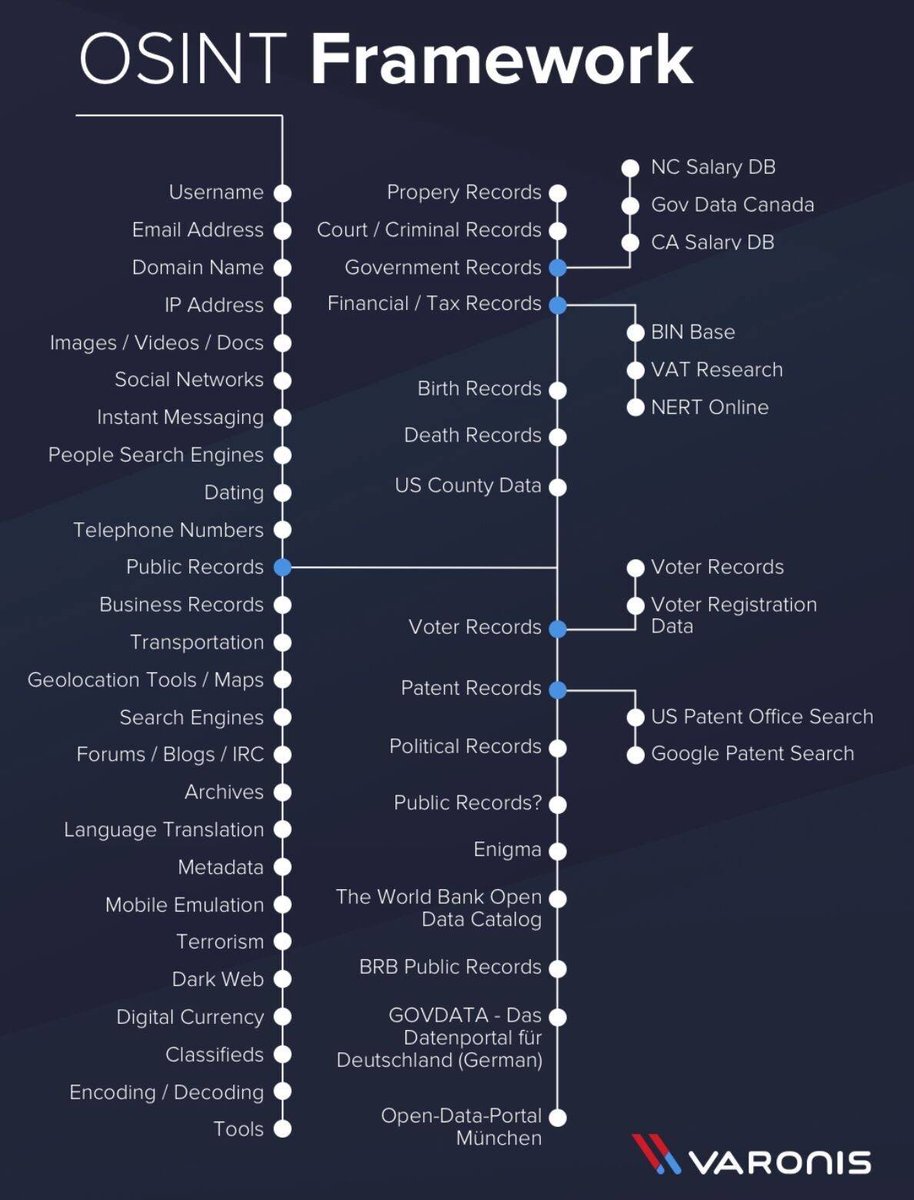 OSINT Framework
Username
Email Address
Domain Name
IP Address
Images / Videos / Docs
Social Networks
Instant Messaging
People Search Engines
Dating
Telephone Numbers
Public Records
Business Records
Transportation
Geolocation Tools / Maps
Search Engines
Forums / Blogs / IRC
Archives
Language Translation
Metadata
Mobile Emulation
Terrorism
Dark Web
Digital Currency
Classifieds
Encoding / Decoding
Tools
Propery Records
Court / Criminal Records
Government Records
Financial / Tax Records
Birth Records
Death Records
US County Data
Voter Records
Patent Records
Political Records
Public Records?
Enigma
The World Bank Open
Data Catalog
BRB Public Records
GOVDATA - Das
Datenportal für
Deutschland (German)
Open-Data-Portal
München
NC Salary DB
Gov Data Canada
CA Salary DB
BIN Base
VAT Research
NERT Online
Voter Records
Voter Registration
Data
US Patent Office Search
Google Patent Search
VARONIS